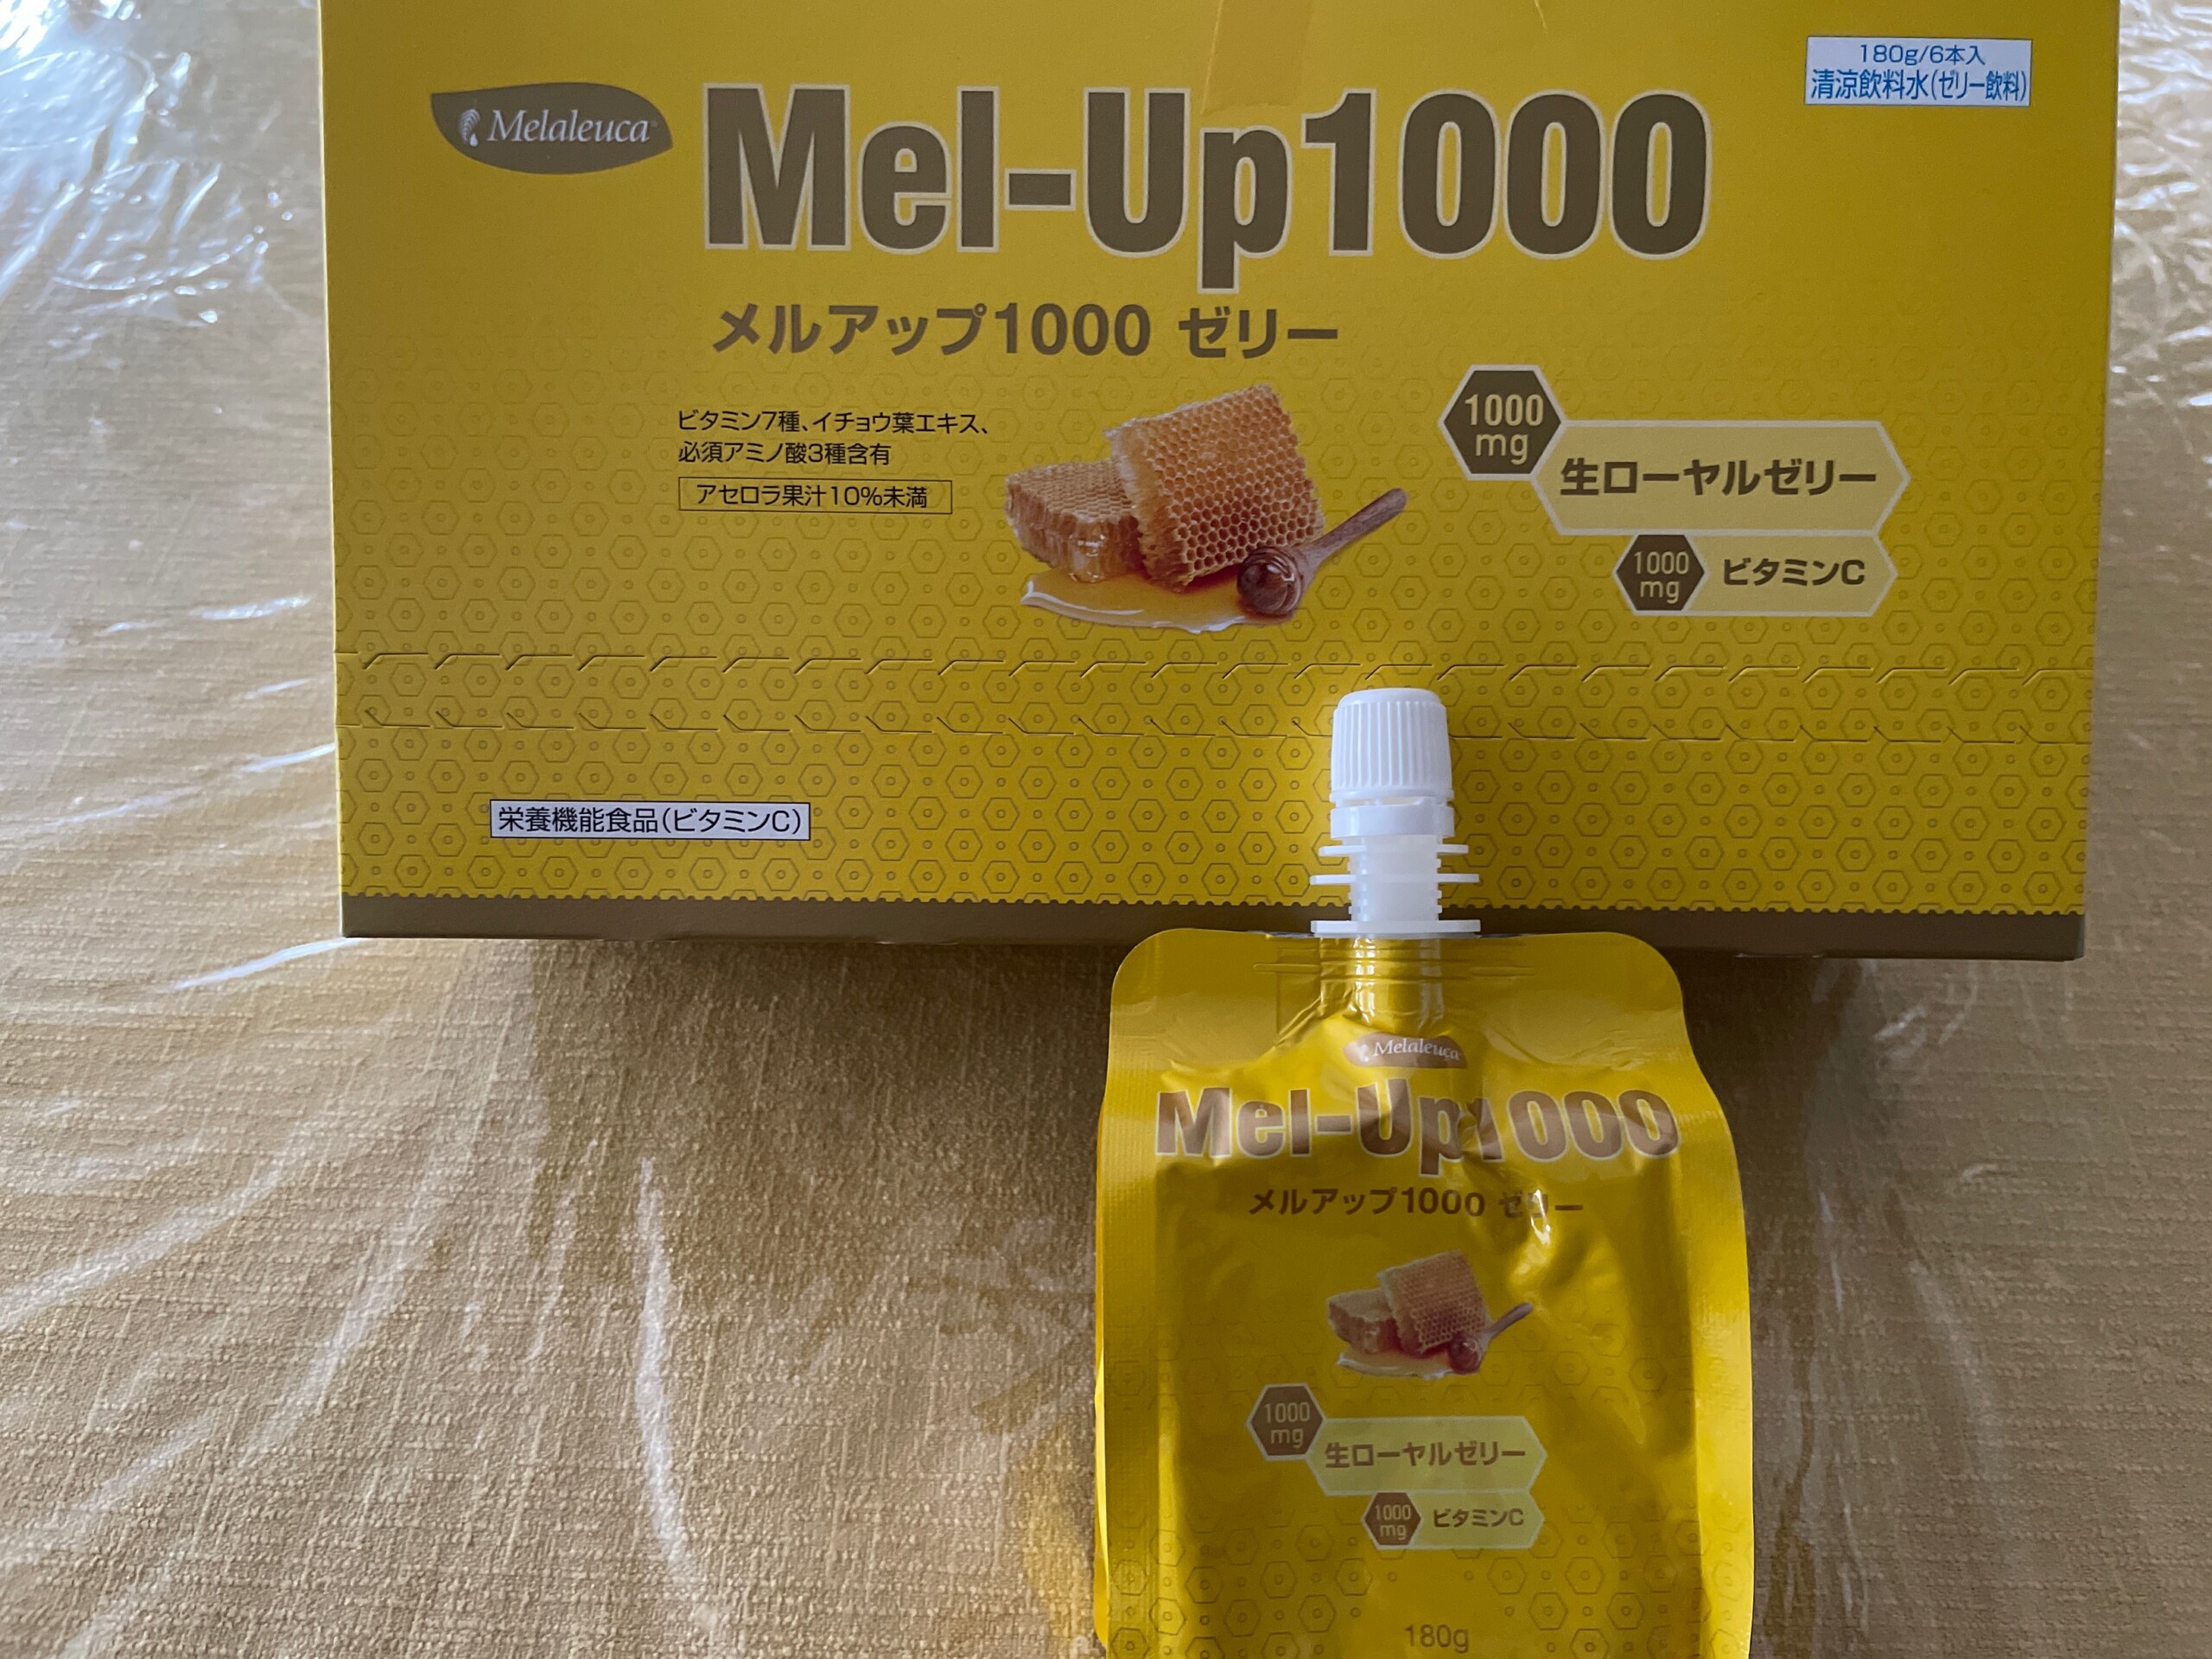 180g/6本入
清涼飲料水(ゼリー飲料)
Melaleuca
Mel-Up1000
メルアップ1000 ゼリー
ビタミン7種、イチョウ葉エキス、
必須アミノ酸3種含有
アセロラ果汁10%未満
1000
mg
生ローヤルゼリー
1000
mg
ビタミンC
栄養機能食品(ビタミンC)
Melaleuca
Mel-Up1000
メルアップ1000 ゼリー
1000
mg
生ローヤルゼリー
1000
mg
ビタミンC
180g